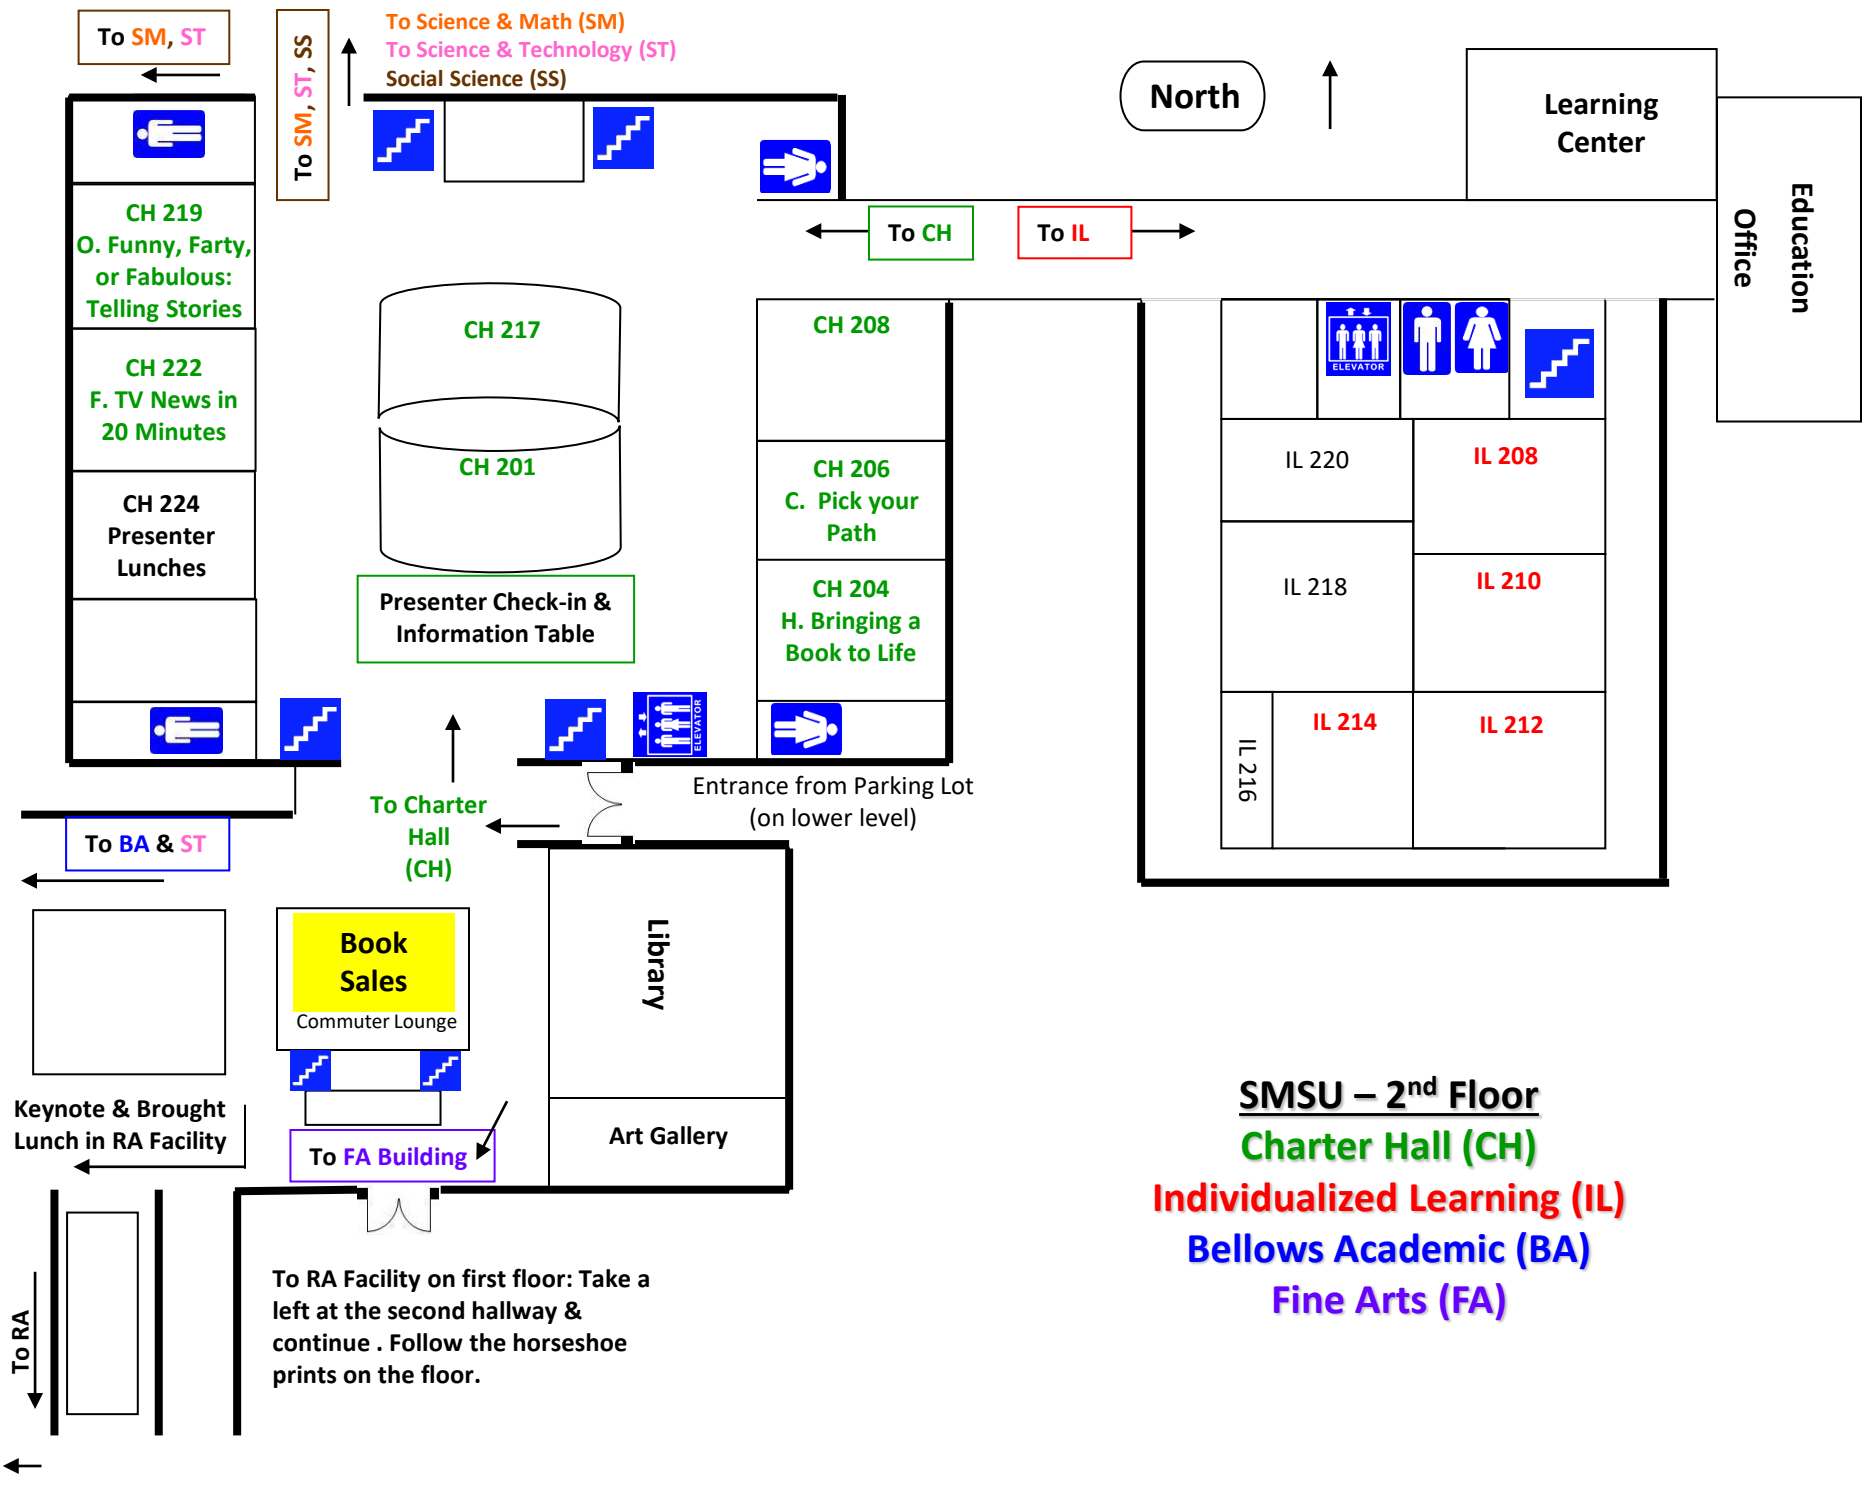 To SM, ST
To SM, ST, SS
To Science & Math (SM)
To Science & Technology (ST)
Social Science (SS)
North
Learning
Center
Education
Office
CH 219
O. Funny, Farty,
or Fabulous:
Telling Stories
CH 222
F. TV News in
20 Minutes
CH 224
Presenter
Lunches
CH 217
CH 201
Presenter Check-in &
Information Table
To CH
To IL
CH 208
CH 206
C. Pick your
Path
CH 204
H. Bringing a
Book to Life
ELEVATOR
IL 220
IL 208
IL 218
IL 210
IL 214
IL 212
IL 216
ELEVATOR
Entrance from Parking Lot
(on lower level)
To Charter
Hall
(CH)
To BA & ST
Book
Sales
Commuter Lounge
Library
Art Gallery
Keynote & Brought
Lunch in RA Facility
To FA Building
To RA
To RA Facility on first floor: Take a
left at the second hallway &
continue . Follow the horseshoe
prints on the floor.
SMSU – 2nd Floor
Charter Hall (CH)
Individualized Learning (IL)
Bellows Academic (BA)
Fine Arts (FA)